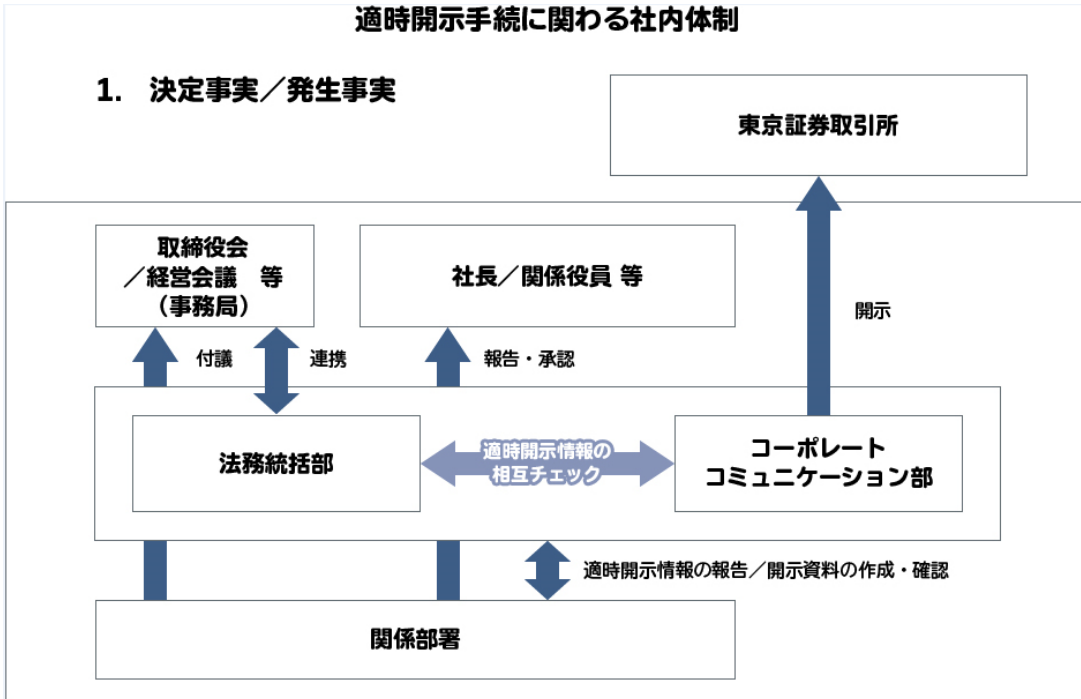 適時開示手続に関わる社内体制
1. 決定事実／発生事実
東京証券取引所
取締役会
／経営会議 等
（事務局）
社長／関係役員 等
開示
付議
連携
報告・承認
法務統括部
適時開示情報の
相互チェック
コーポレート
コミュニケーション部
適時開示情報の報告／開示資料の作成・確認
関係部署